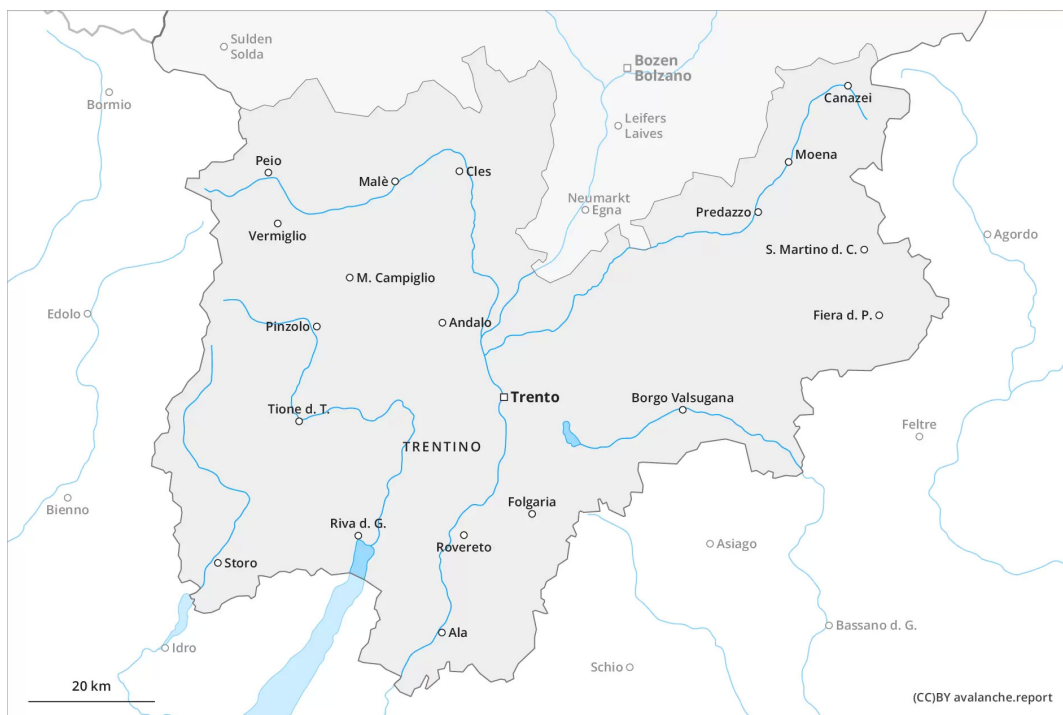 Sulden
Solda
Bozen
Bolzano
Bormio
Canazei
Leifers
Laives
Moena
Peio
Malè
Cles
Neumarkt
Egna
Predazzo
Vermiglio
S. Martino d. C.
Agordo
M. Campiglio
Edolo
Pinzolo
Andalo
Fiera d. P.
Trento
Borgo Valsugana
Tione d. T.
Feltre
TRENTINO
Bienno
Folgaria
Riva d. G.
Rovereto
Asiago
Storo
Ala
Bassano d. G.
Idro
Schio
20 km
(CC)BY avalanche.report